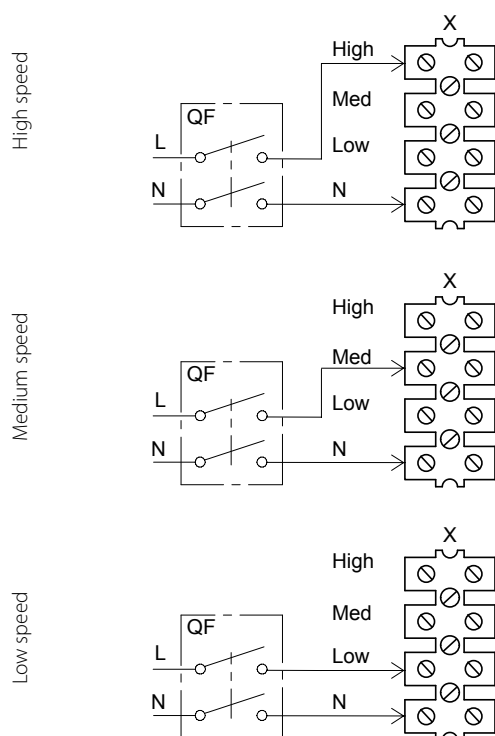 High speed
X
High
QF
Med
L
Low
N
N
Medium speed
X
High
QF
Med
L
Low
N
N
Low speed
X
High
QF
Med
L
Low
N
N